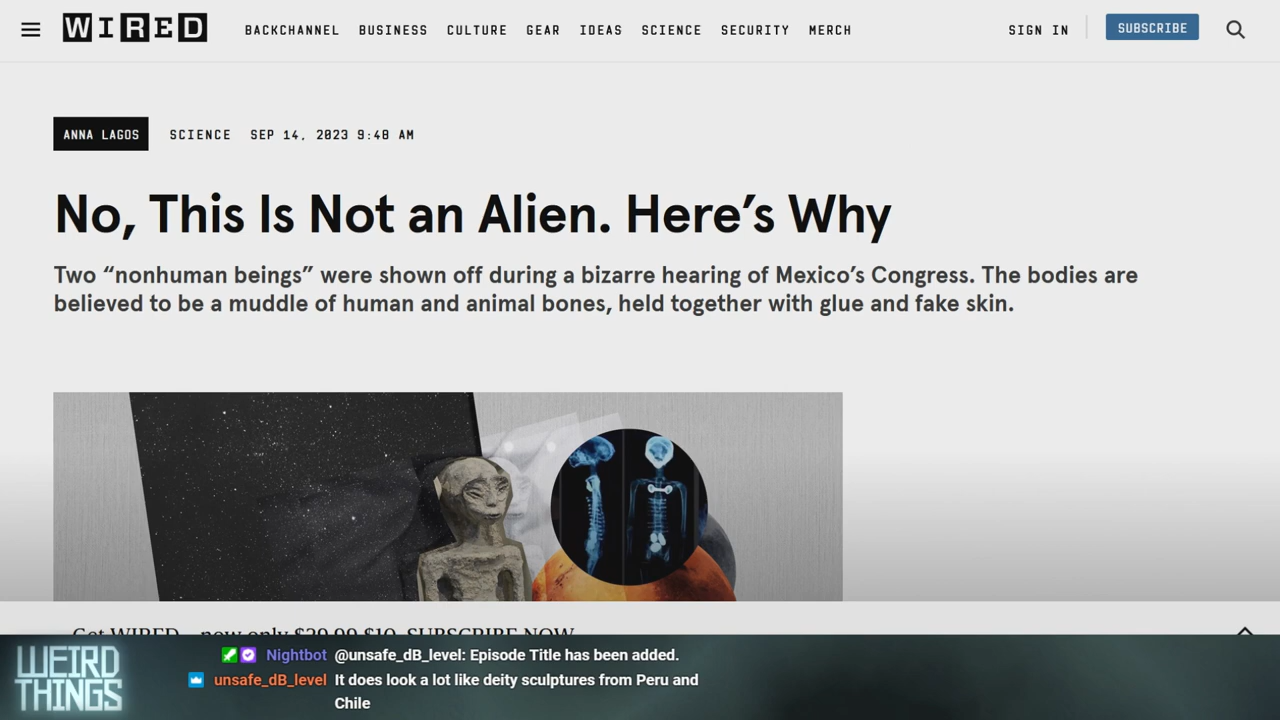 WIRED
BACKCHANNEL BUSINESS CULTURE GEAR IDEAS SCIENCE SECURITY MERCH
SIGN IN
SUBSCRIBE
ANNA LAGOS SCIENCE SEP 14, 2023 9:40 AM
No, This Is Not an Alien. Here’s Why
Two “nonhuman beings” were shown off during a bizarre hearing of Mexico’s Congress. The bodies are
believed to be a muddle of human and animal bones, held together with glue and fake skin.
Get WIRED - now only $29.99 $10. SUBSCRIBE NOW
WEIRD
THINGS
Nightbot @unsafe_dB_level: Episode Title has been added.
unsafe_dB_level It does look a lot like deity sculptures from Peru and
Chile